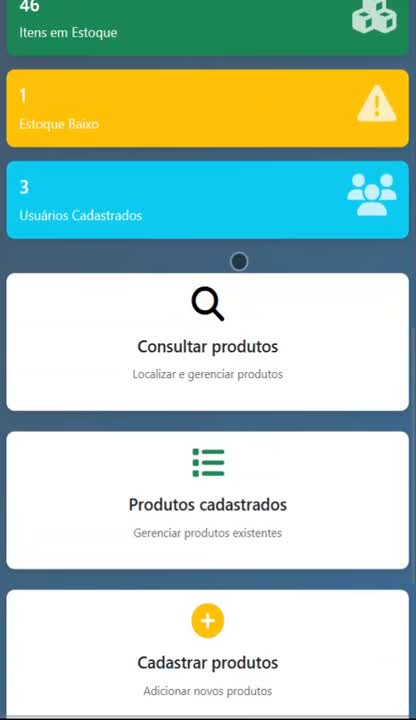 46
Itens em Estoque
1
Estoque Baixo
3
Usuários Cadastrados
Consultar produtos
Localizar e gerenciar produtos
Produtos cadastrados
Gerenciar produtos existentes
Cadastrar produtos
Adicionar novos produtos